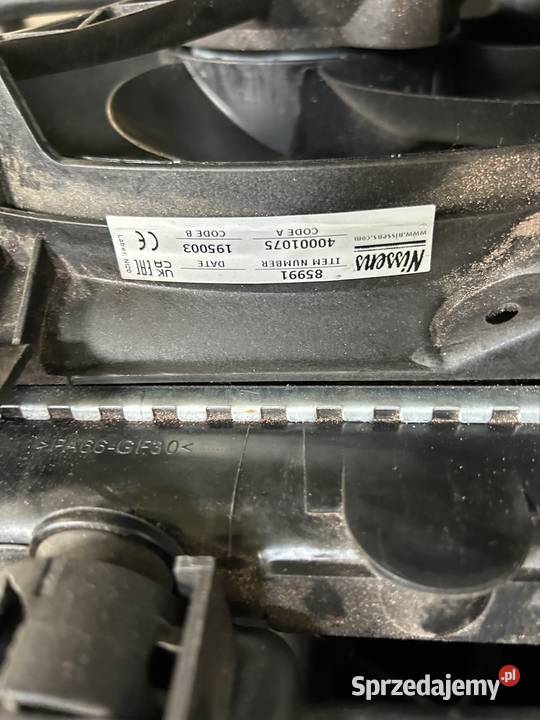 Nissens
www.nissens.com
85991
ITEM NUMBER
40001075
CODE A
DATE
195003
CODE B
UK CA EAC CE
>PA66-GF30<
Sprzedajemy.pl